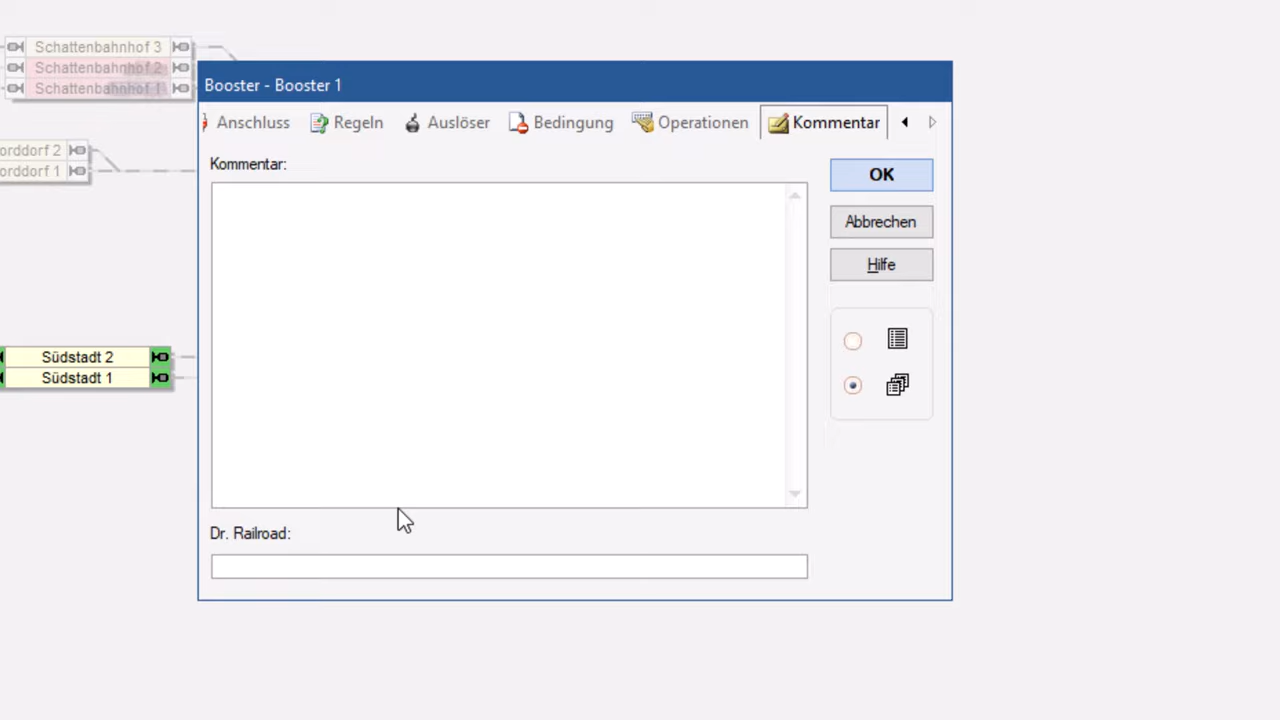 Schattenbahnhof 3
Schattenbahnhof 2
Schattenbahnhof 1
Booster - Booster 1
Anschluss Regeln Auslöser Bedingung Operationen Kommentar
orddorf 2
orddorf 1
Kommentar:
OK
Abbrechen
Hilfe
Südstadt 2
Südstadt 1
Dr. Railroad: